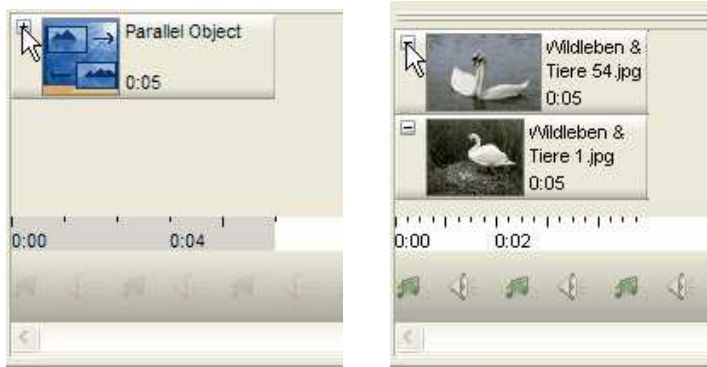 Parallel Object
0:05
0:00 0:04
Wildleben &
Tiere 54.jpg
0:05
Wildleben &
Tiere 1.jpg
0:05
0:00 0:02